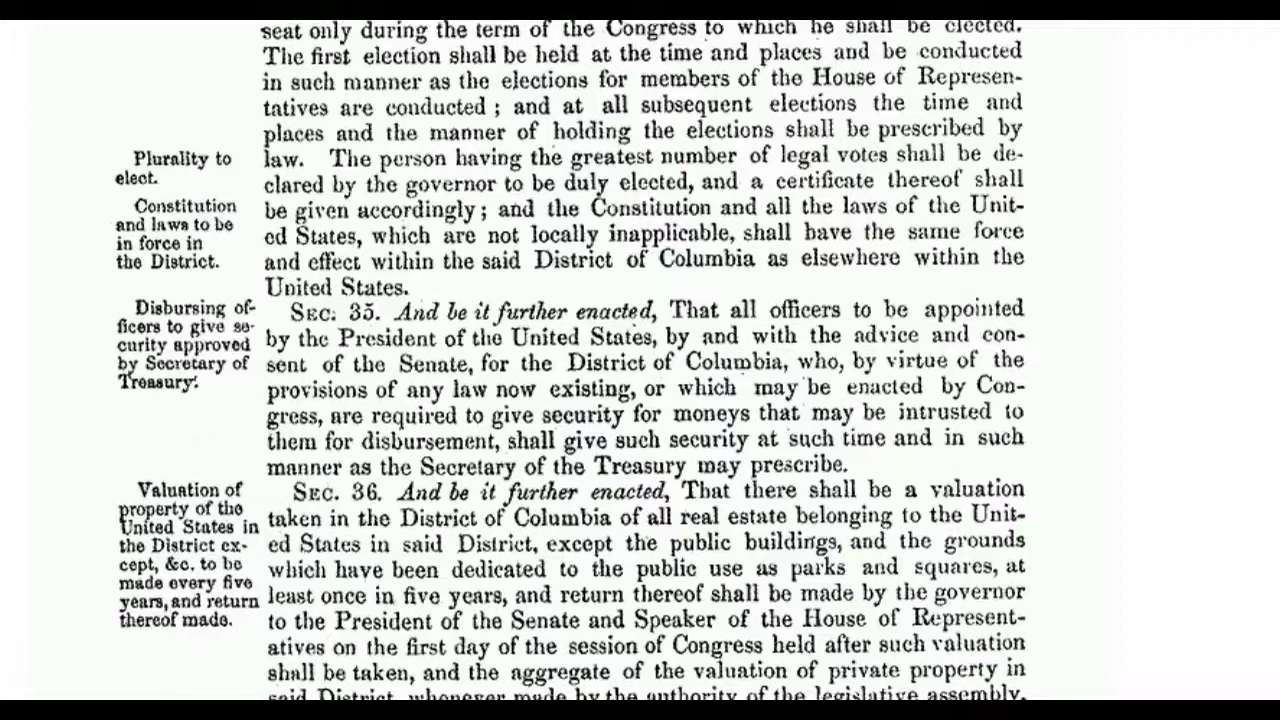 seat only during the term of the Congress to which he shall be elected.
The first election shall be held at the time and places and be conducted
in such manner as the elections for members of the House of Represen-
tatives are conducted ; and at all subsequent elections the time and
places and the manner of holding the elections shall be prescribed by
Plurality to
elect.
law. The person having the greatest number of legal votes shall be de-
clared by the governor to be duly elected, and a certificate thereof shall
Constitution
and laws to be
in force in
the District.
be given accordingly ; and the Constitution and all the laws of the Unit-
ed States, which are not locally inapplicable, shall have the same force
and effect within the said District of Columbia as elsewhere within the
United States.
Disbursing of-
ficers to give se-
curity approved
by Secretary of
Treasury.
SEC. 35. And be it further enacted, That all officers to be appointed
by the President of the United States, by and with the advice and con-
sent of the Senate, for the District of Columbia, who, by virtue of the
provisions of any law now existing, or which may be enacted by Con-
gress, are required to give security for moneys that may be intrusted to
them for disbursement, shall give such security at such time and in such
manner as the Secretary of the Treasury may prescribe.
Valuation of
property of the
United States in
the District ex-
cept, &c. to be
made every five
years, and return
thereof made.
SEC. 36. And be it further enacted, That there shall be a valuation
taken in the District of Columbia of all real estate belonging to the Unit-
ed States in said District, except the public buildings, and the grounds
which have been dedicated to the public use as parks and squares, at
least once in five years, and return thereof shall be made by the governor
to the President of the Senate and Speaker of the House of Represent-
atives on the first day of the session of Congress held after such valuation
shall be taken, and the aggregate of the valuation of private property in
said District, whenever made by the authority of the legislative assembly,